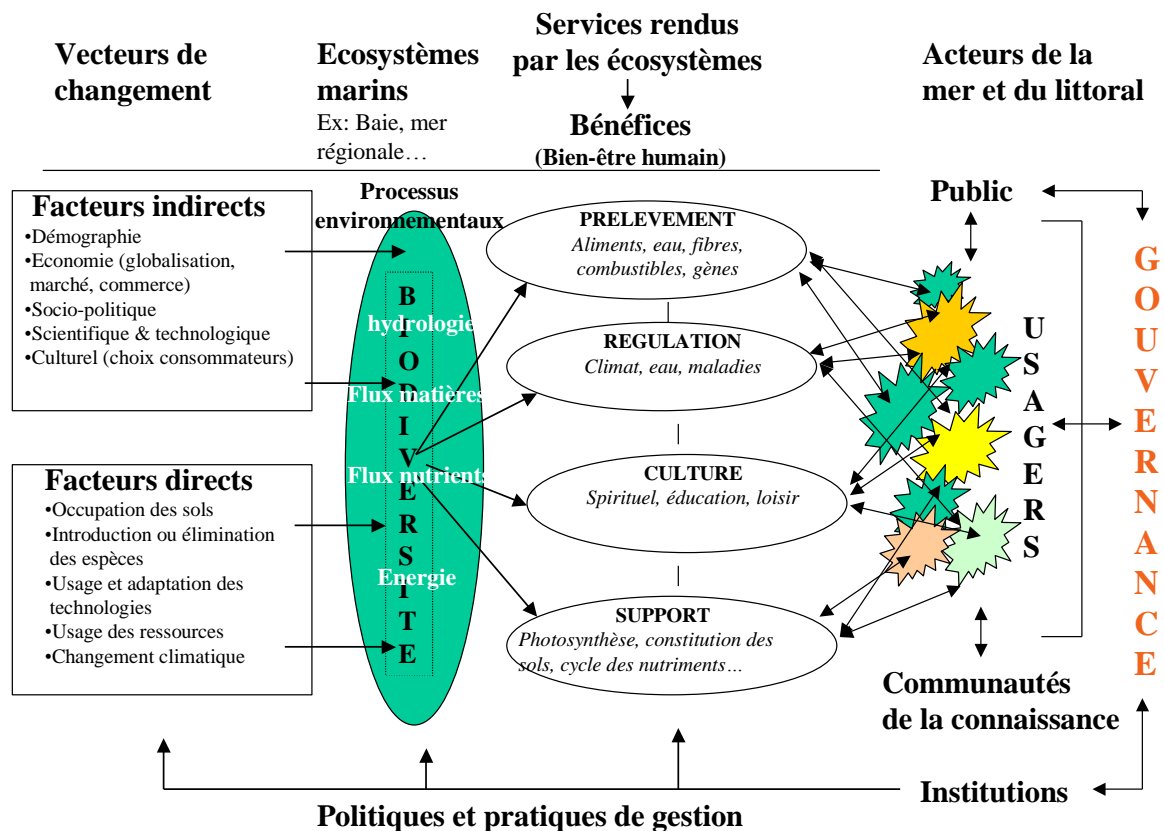 Vecteurs de
changement
Ecosystèmes
marins
Ex: Baie, mer
régionale…
Services rendus
par les écosystèmes
Bénéfices
(Bien-être humain)
Acteurs de la
mer et du littoral
Facteurs indirects
•Démographie
•Economie (globalisation,
marché, commerce)
•Socio-politique
•Scientifique & technologique
•Culturel (choix consommateurs)
Facteurs directs
•Occupation des sols
•Introduction ou élimination
des espèces
•Usage et adaptation des
technologies
•Usage des ressources
•Changement climatique
Processus
environnementaux
BIODIVERSITE
hydrologie
Flux matières
Flux nutrients
Energie
PRELEVEMENT
Aliments, eau, fibres,
combustibles, gènes
REGULATION
Climat, eau, maladies
CULTURE
Spirituel, éducation, loisir
SUPPORT
Photosynthèse, constitution des
sols, cycle des nutriments…
Public
USAGERS
Communautés
de la connaissance
Institutions
GOUVERNANCE
Politiques et pratiques de gestion